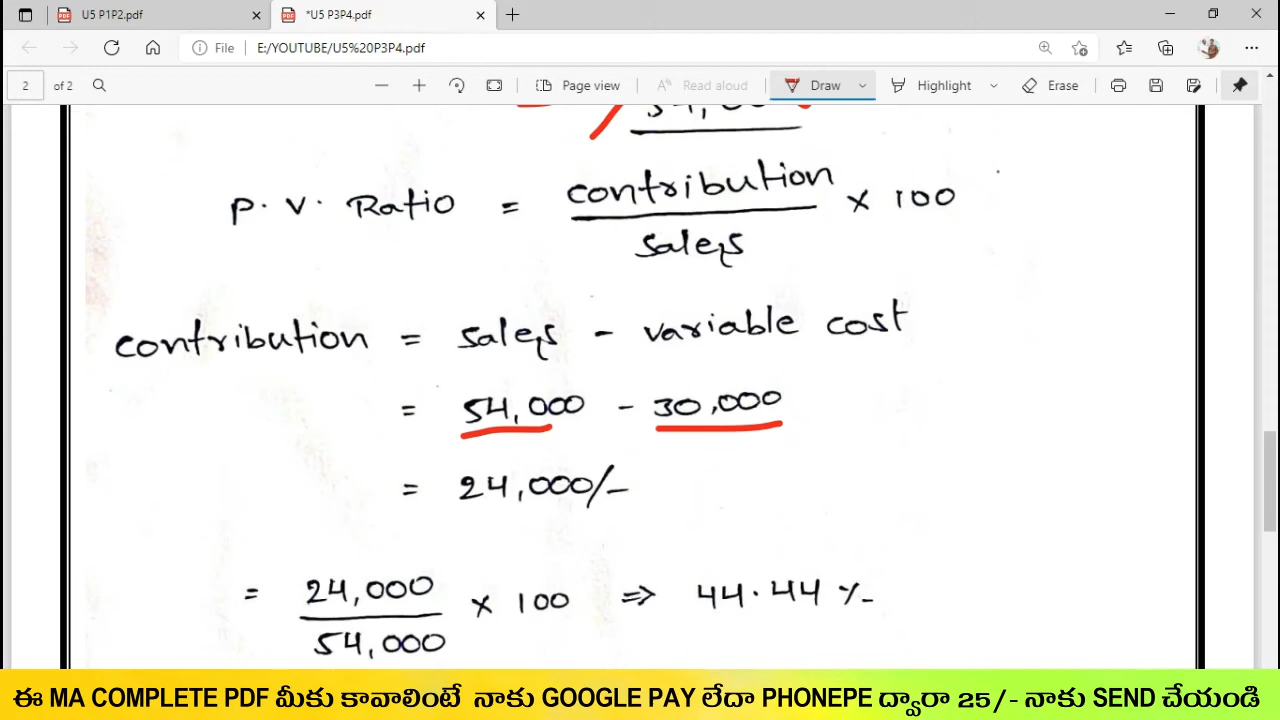 U5 P1P2.pdf
*U5 P3P4.pdf
File E:/YOUTUBE/U5%20P3P4.pdf
2 of 2 Page view Read aloud Draw Highlight Erase
P.V. Ratio = contribution / sales × 100
contribution = sales - variable cost
= 54,000 - 30,000
= 24,000/-
= 24,000 / 54,000 × 100 ⇒ 44.44 %
ఈ MA COMPLETE PDF మీకు కావాలంటే నాకు GOOGLE PAY లేదా PHONEPE ద్వారా 25/- నాకు SEND చేయండి